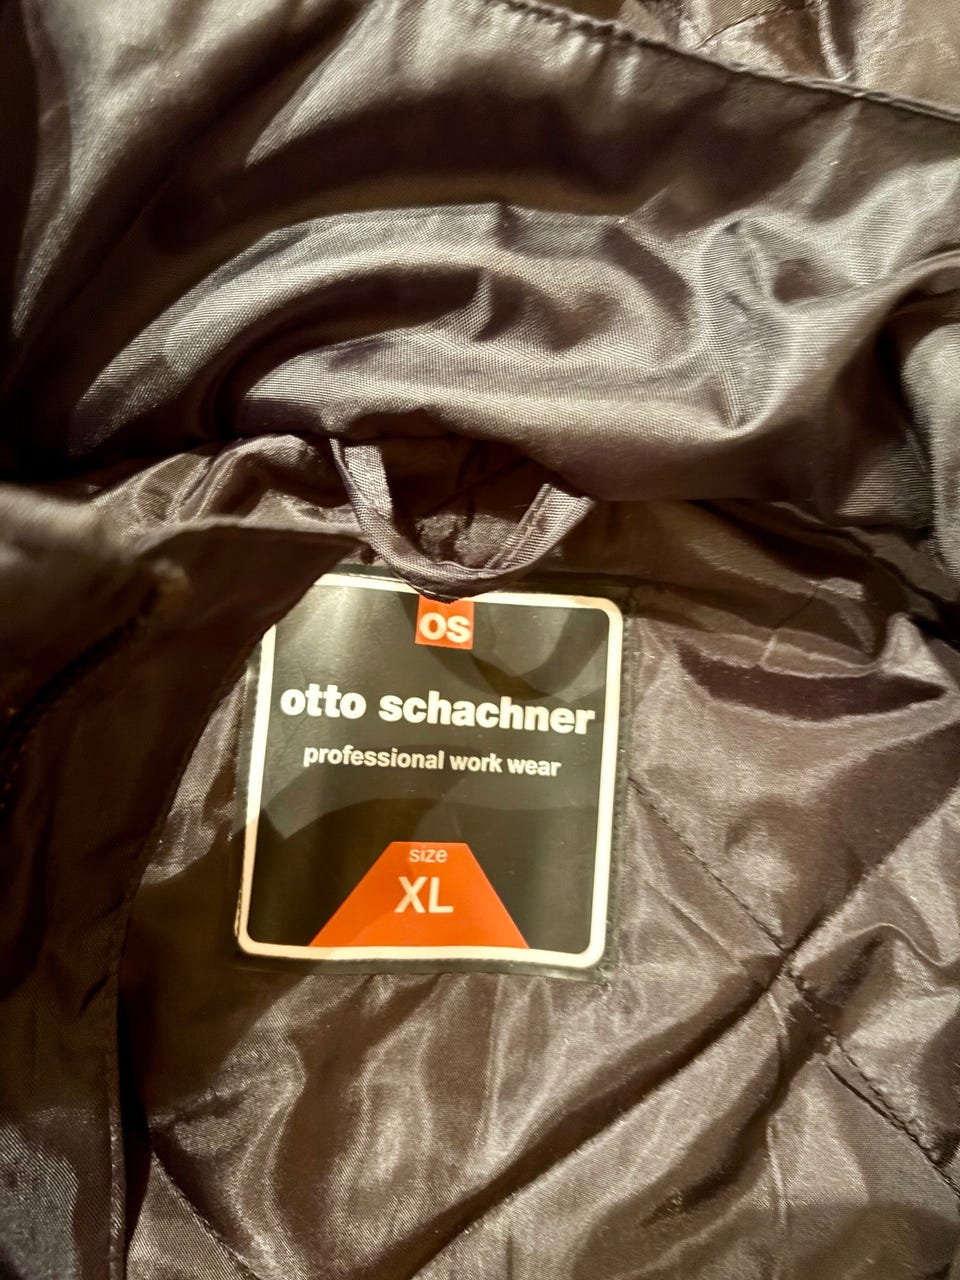 os
otto schachner
professional work wear
size
XL